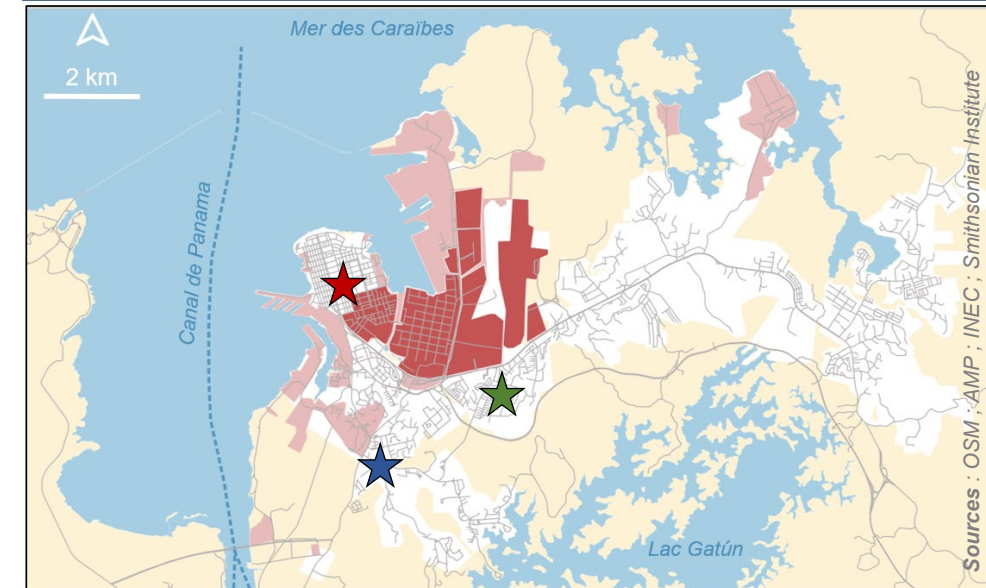 Mer des Caraïbes
2 km
Canal de Panama
Lac Gatún
Sources : OSM ; AMP ; INEC ; Smithsonian Institute